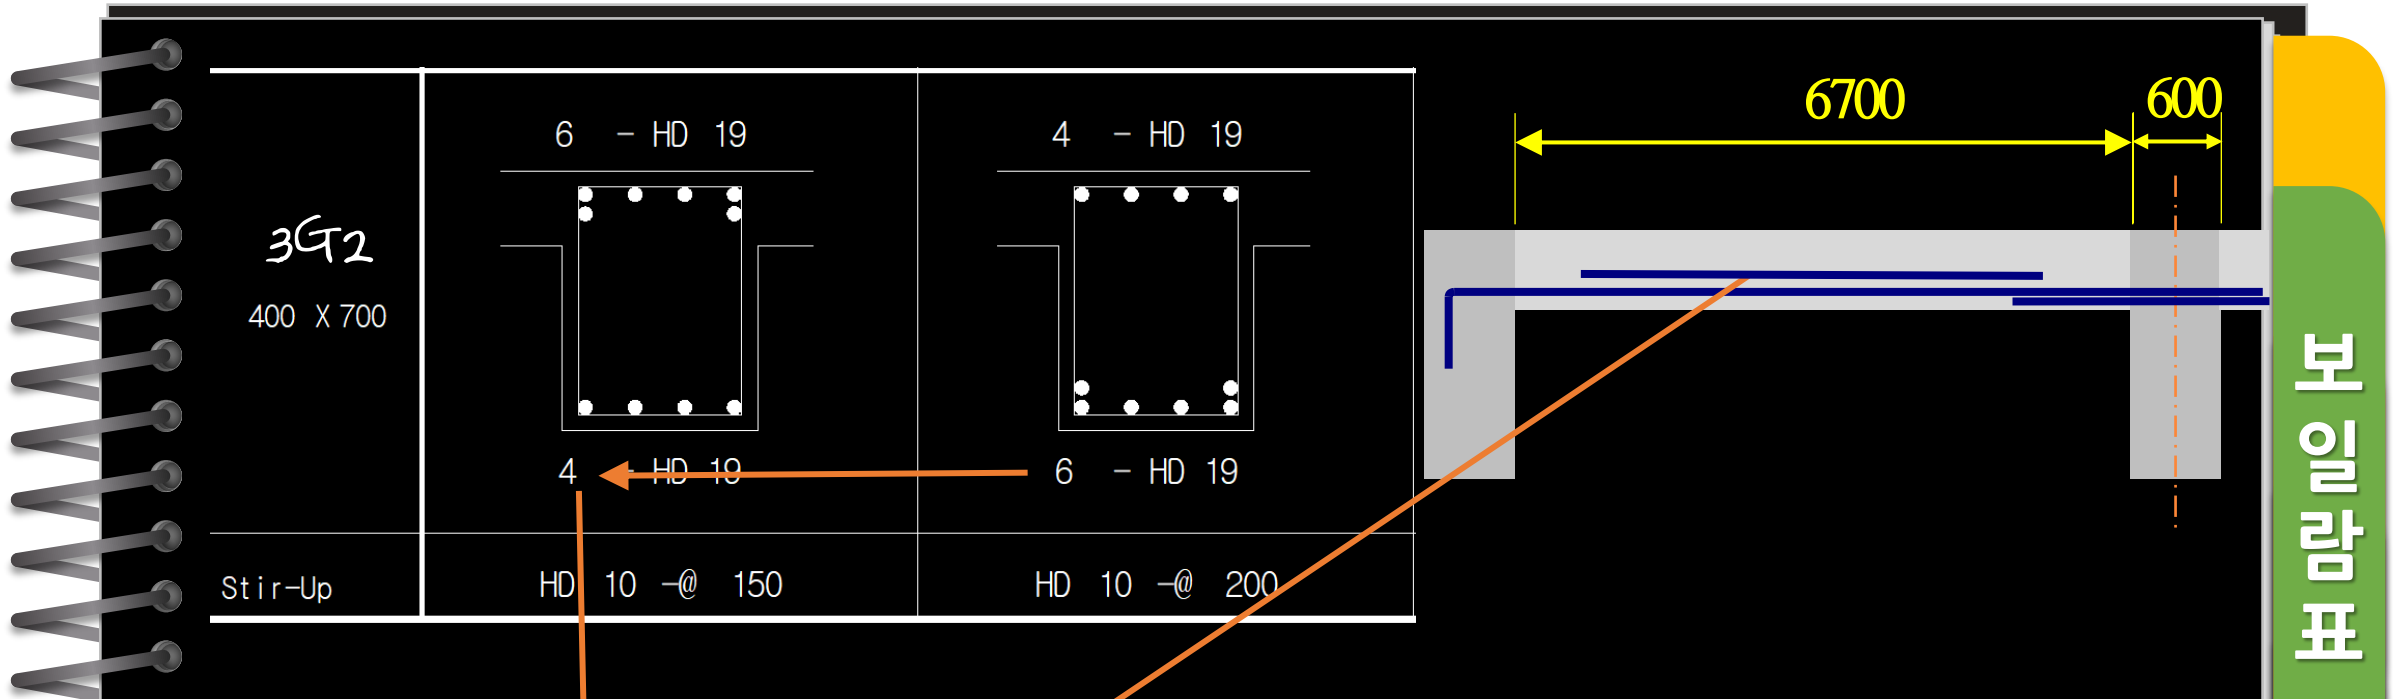 6 - HD 19
4 - HD 19
3G2
400 X 700
4 - HD 19
6 - HD 19
Stir-Up
HD 10 -@ 150
HD 10 -@ 200
6700
600
보일람표